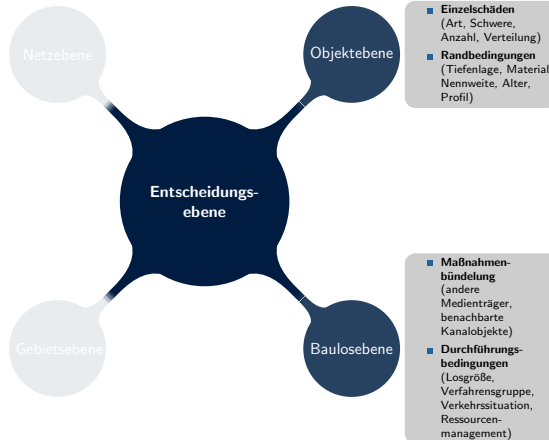 Netzebene
Objektebene
Einzelschäden
(Art, Schwere,
Anzahl, Verteilung)
Randbedingungen
(Tiefenlage, Material
Nennweite, Alter,
Profil)
Entscheidungs-
ebene
Gebietsebene
Baulosebene
Maßnahmen-
bündelung
(andere
Medienträger,
benachbarte
Kanalobjekte)
Durchführungs-
bedingungen
(Losgröße,
Verfahrensgruppe,
Verkehrssituation,
Ressourcen-
management)